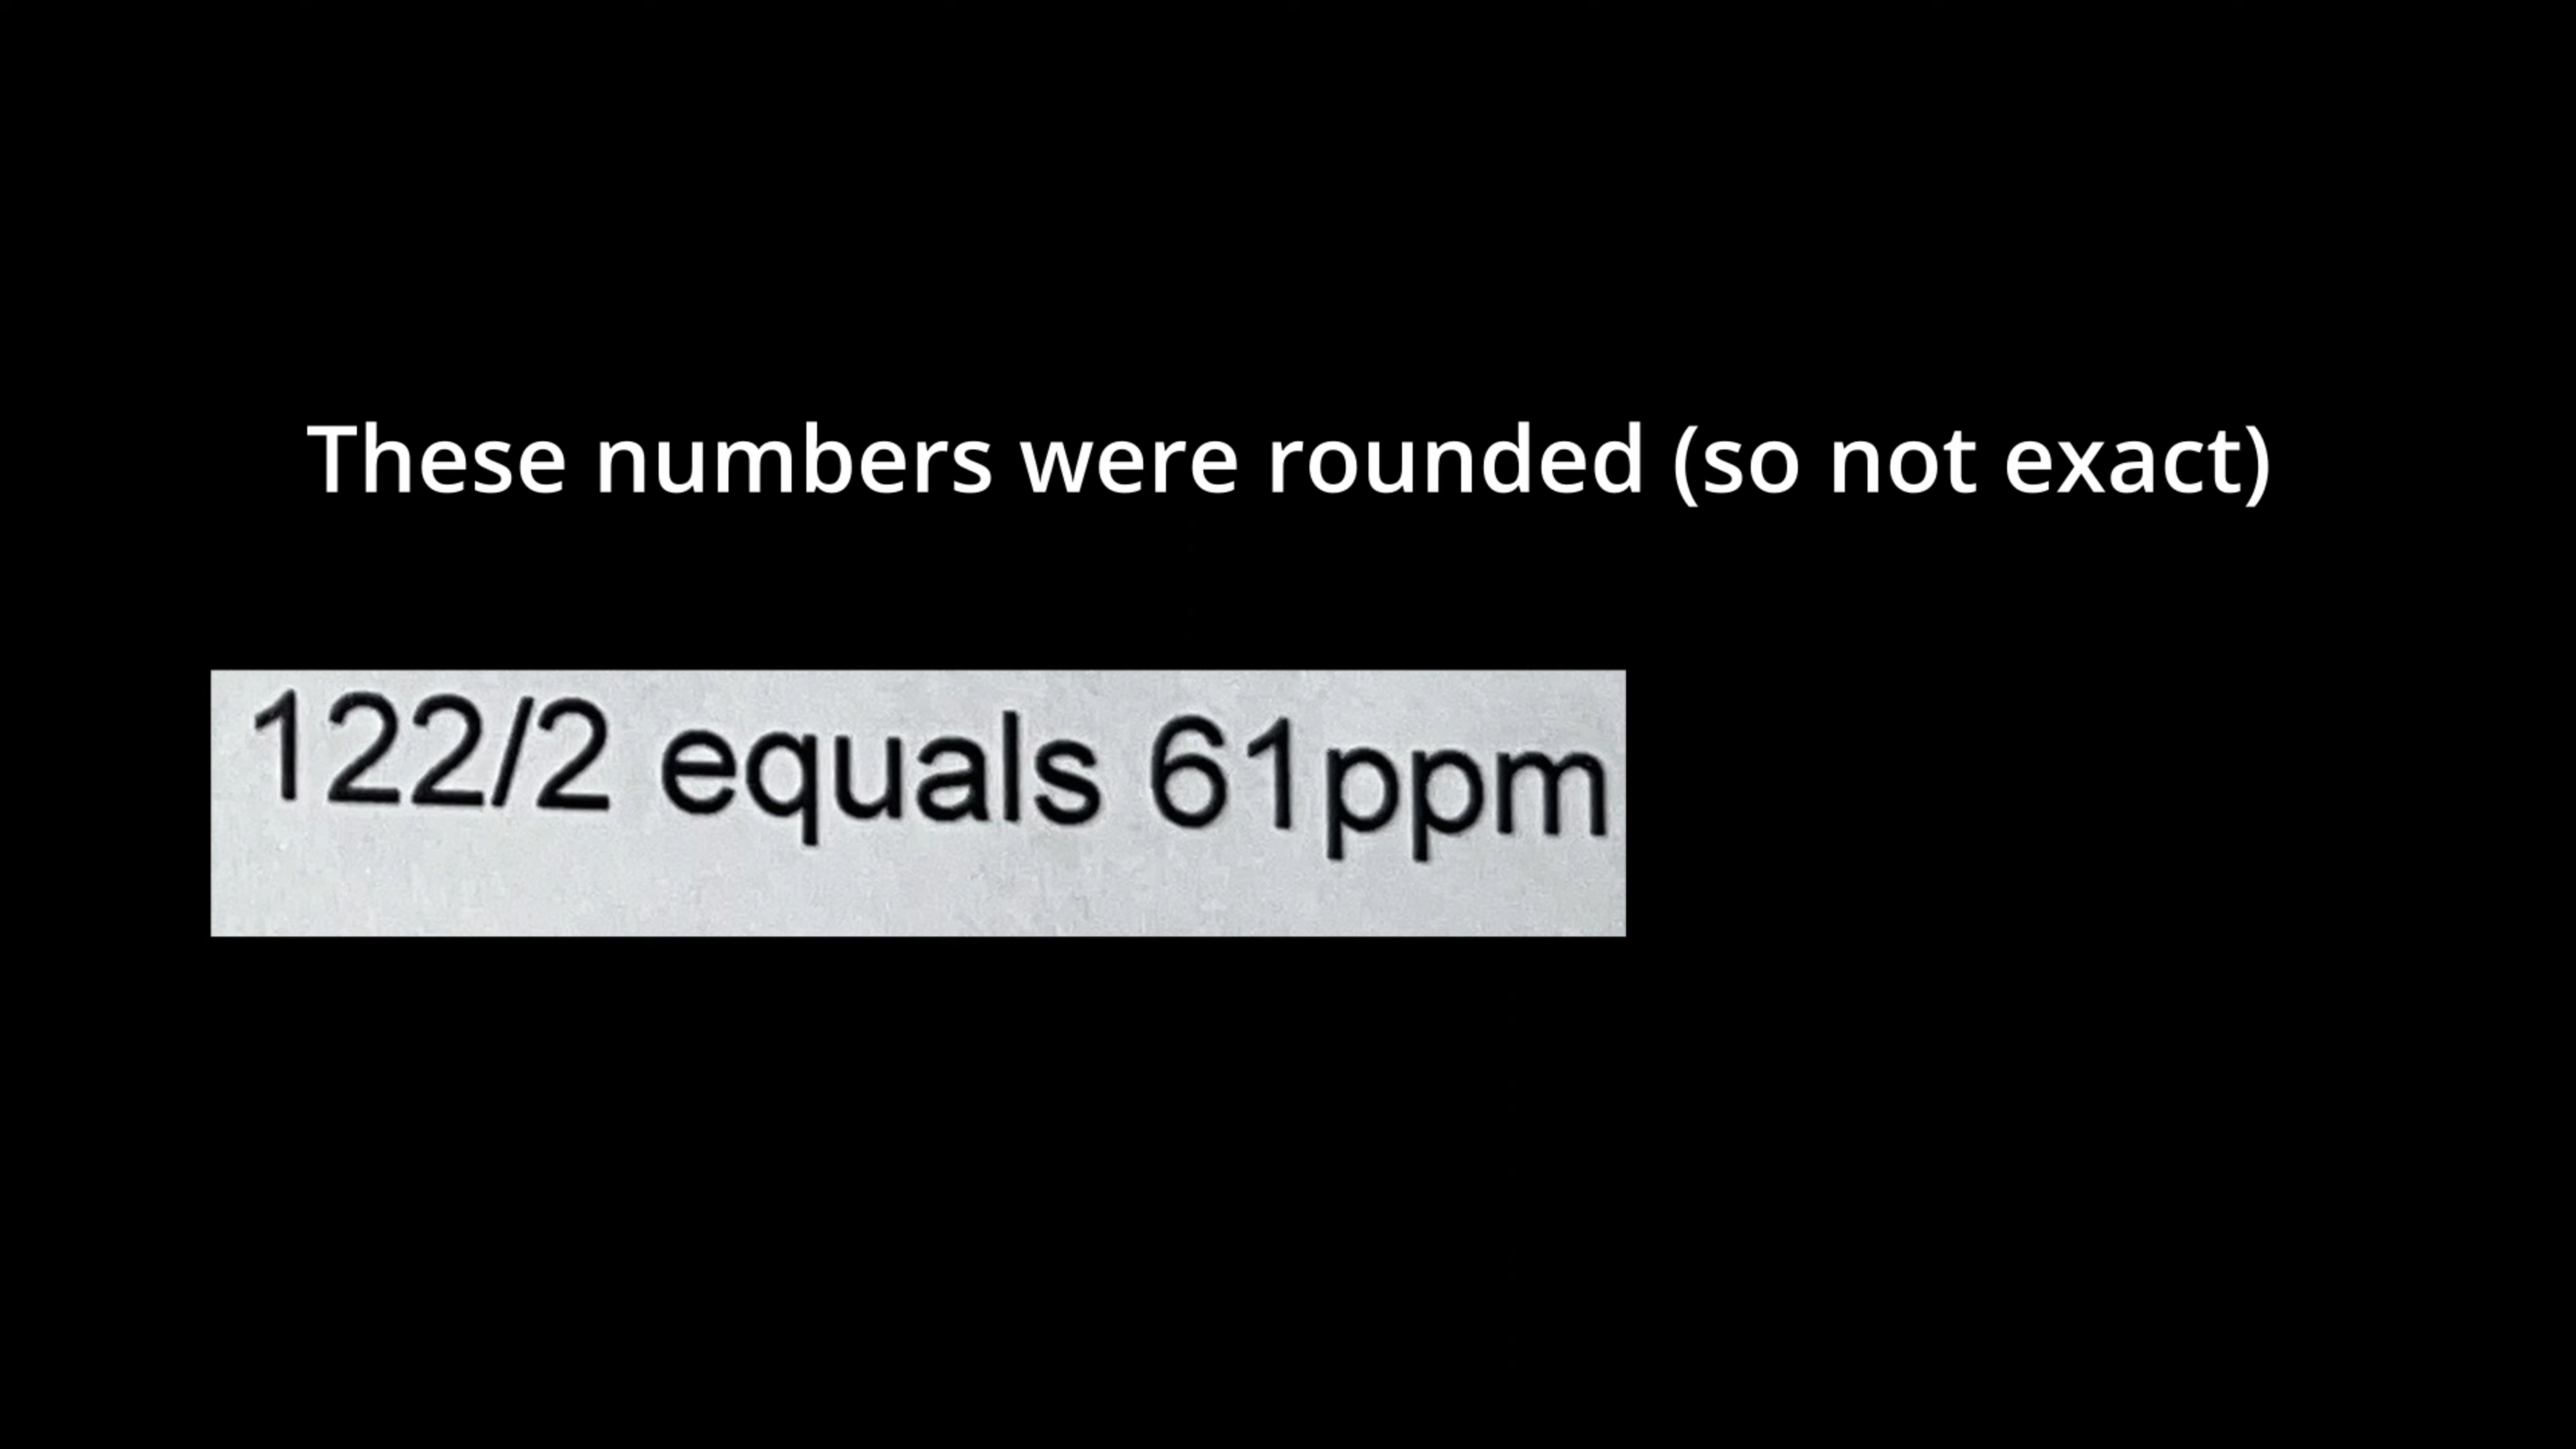 These numbers were rounded (so not exact)
122/2 equals 61ppm